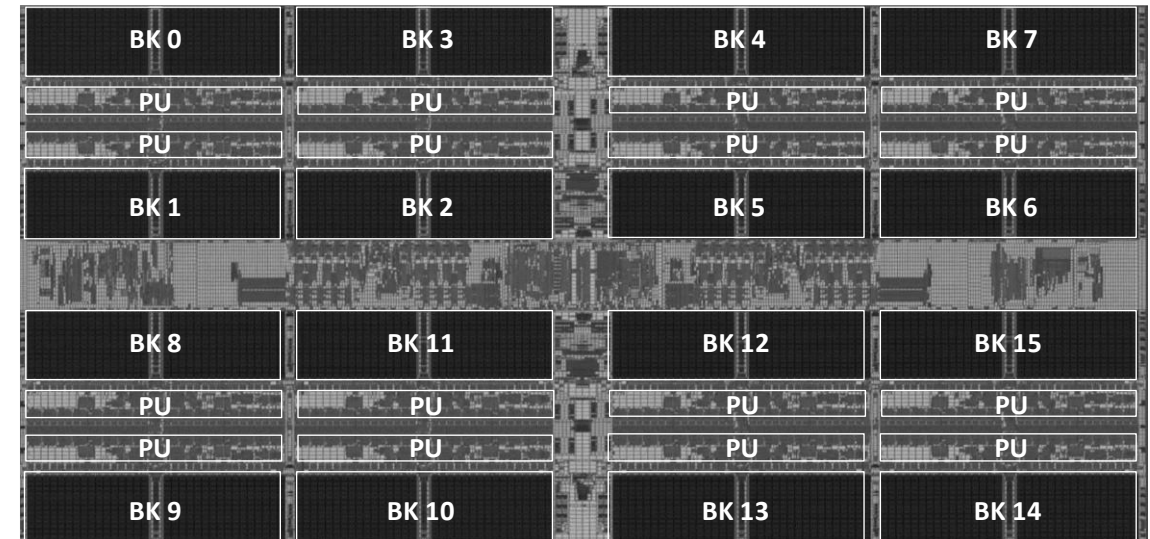 BK 0 BK 3 BK 4 BK 7
PU PU PU PU
PU PU PU PU
BK 1 BK 2 BK 5 BK 6
BK 8 BK 11 BK 12 BK 15
PU PU PU PU
PU PU PU PU
BK 9 BK 10 BK 13 BK 14